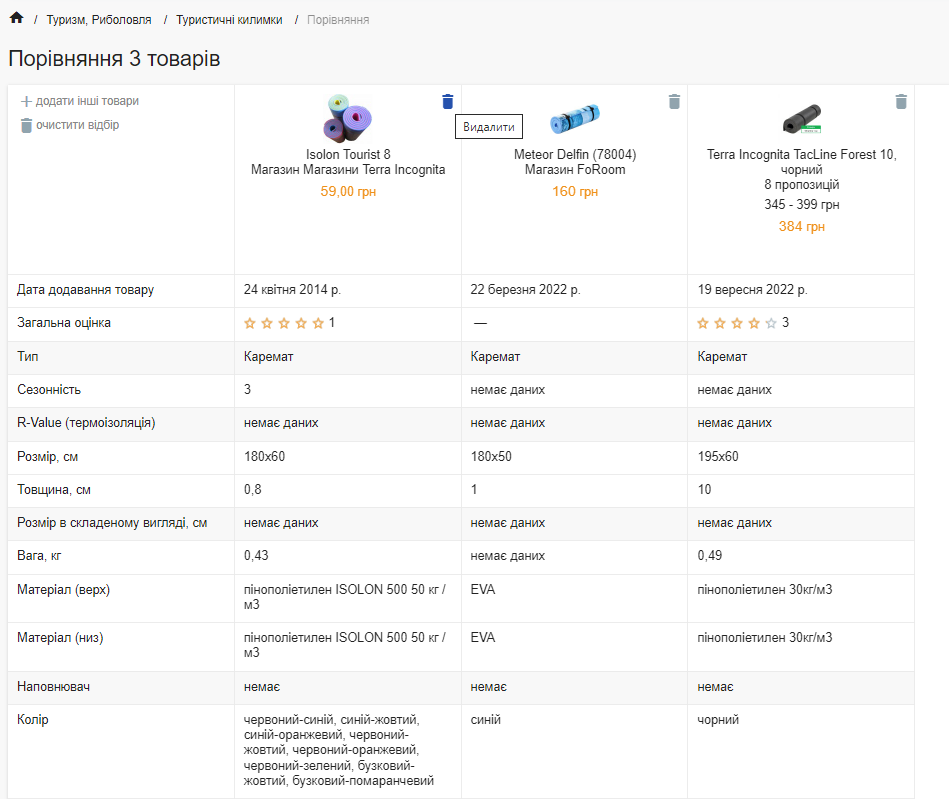 / Туризм, Риболовля / Туристичні килимки / Порівняння
Порівняння 3 товарів
додати інші товари
очистити відбір
Видалити
Isolon Tourist 8
Магазин Магазини Terra Incognita
59,00 грн
Meteor Delfin (78004)
Магазин FoRoom
160 грн
Terra Incognita TacLine Forest 10,
чорний
8 пропозицій
345 - 399 грн
384 грн
Дата додавання товару 24 квітня 2014 р. 22 березня 2022 р. 19 вересня 2022 р.
Загальна оцінка 1 — 3
Тип Каремат Каремат Каремат
Сезонність 3 немає даних немає даних
R-Value (термоізоляція) немає даних немає даних немає даних
Розмір, см 180x60 180x50 195x60
Товщина, см 0,8 1 10
Розмір в складеному вигляді, см немає даних немає даних немає даних
Вага, кг 0,43 немає даних 0,49
Матеріал (верх) пінополіетилен ISOLON 500 50 кг / EVA пінополіетилен 30кг/м3
м3
Матеріал (низ) пінополіетилен ISOLON 500 50 кг / EVA пінополіетилен 30кг/м3
м3
Наповнювач немає немає немає
Колір червоний-синій, синій-жовтий, синій чорний
синій-оранжевий, червоний-
жовтий, червоний-оранжевий,
червоний-зелений, бузковий-
жовтий, бузковий-помаранчевий